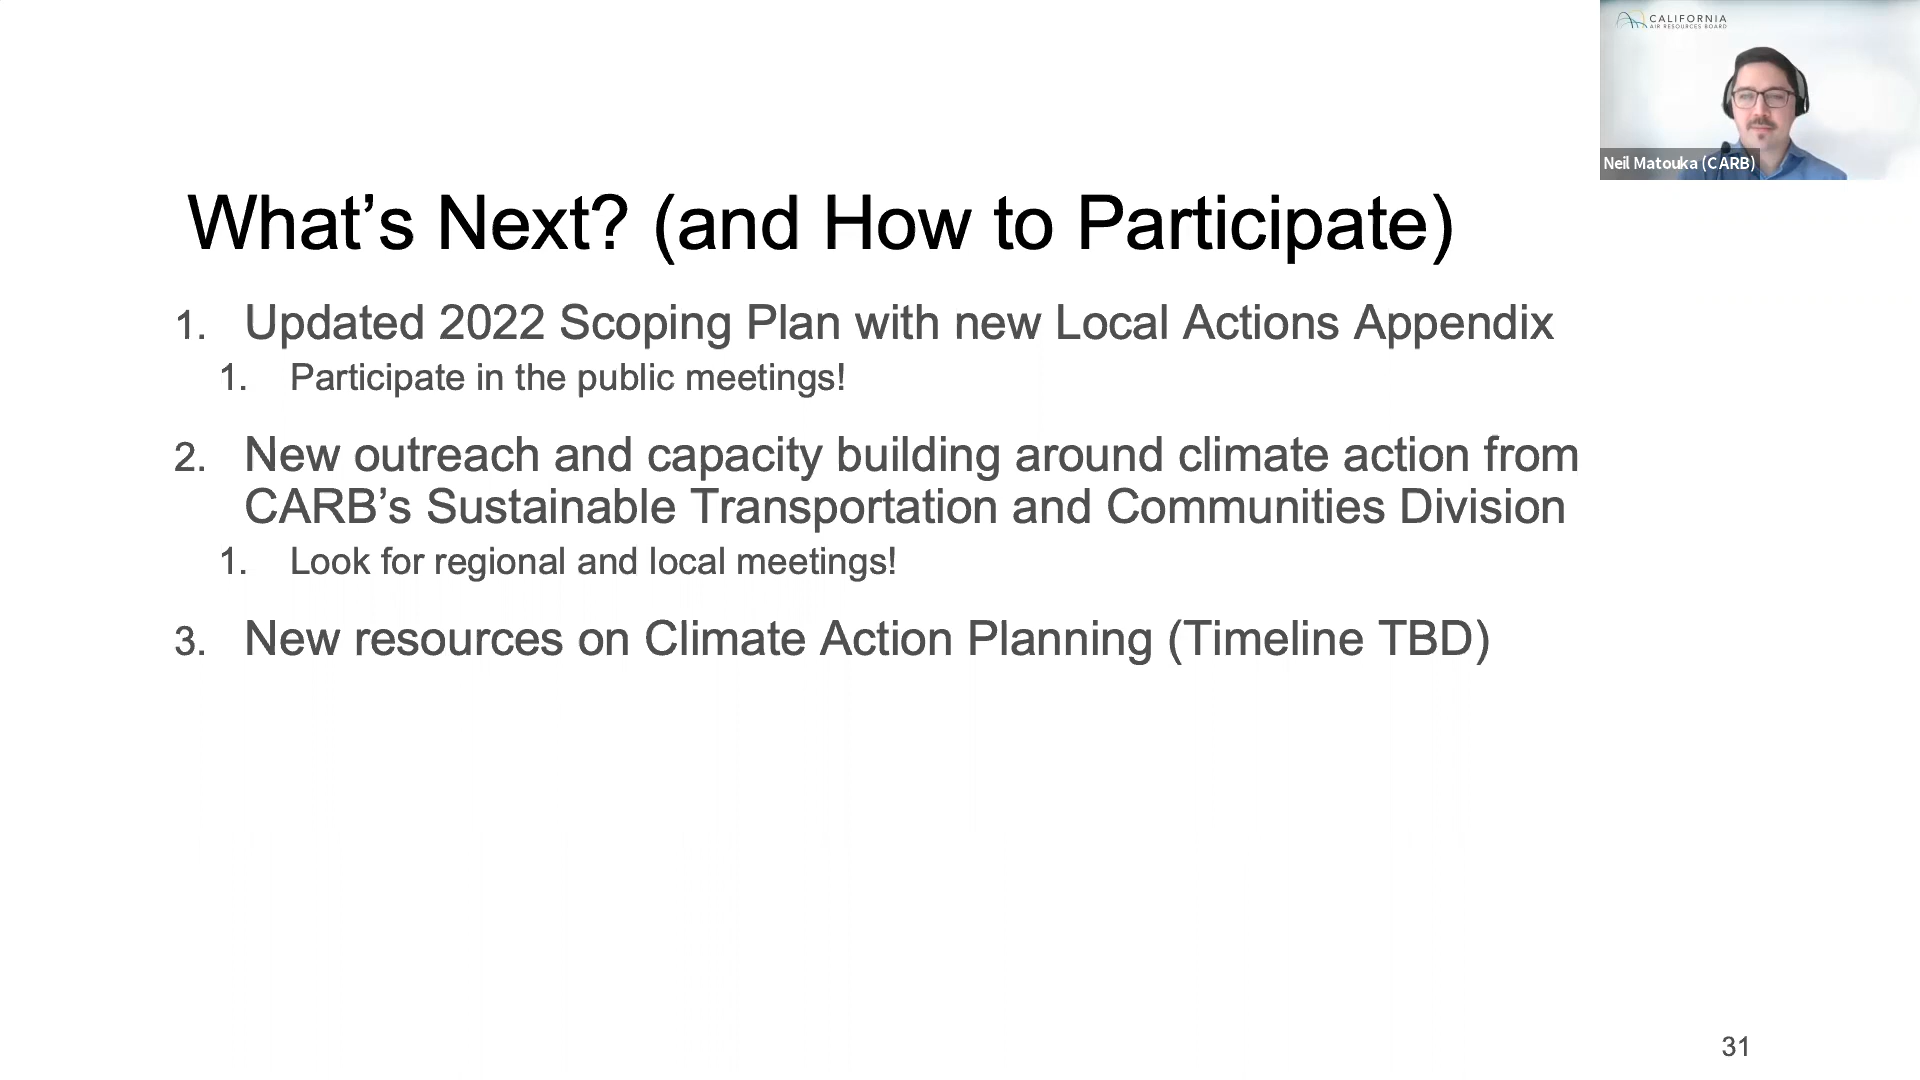 CALIFORNIA
AIR RESOURCES BOARD
Neil Matouka (CARB)
What’s Next? (and How to Participate)
1. Updated 2022 Scoping Plan with new Local Actions Appendix
1. Participate in the public meetings!
2. New outreach and capacity building around climate action from
CARB’s Sustainable Transportation and Communities Division
1. Look for regional and local meetings!
3. New resources on Climate Action Planning (Timeline TBD)
31